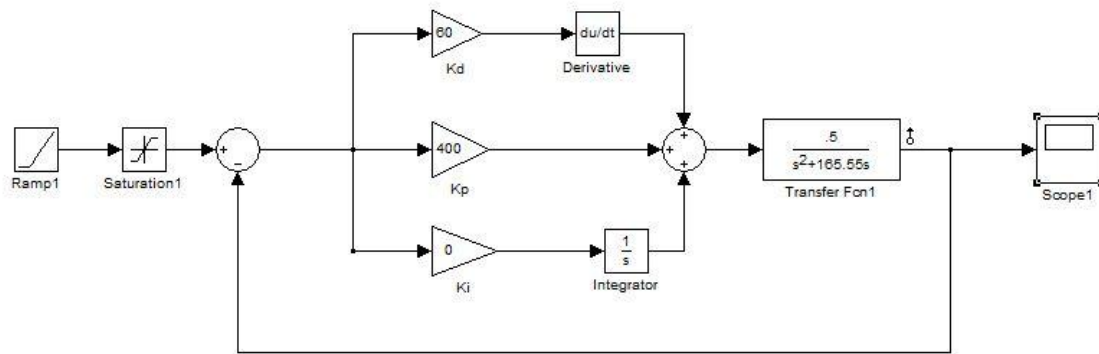 60
du/dt
Kd
Derivative
Ramp1
Saturation1
+
−
400
Kp
+
+
+
.5
s²+165.55s
Transfer Fcn1
Scope1
0
Ki
1
s
Integrator